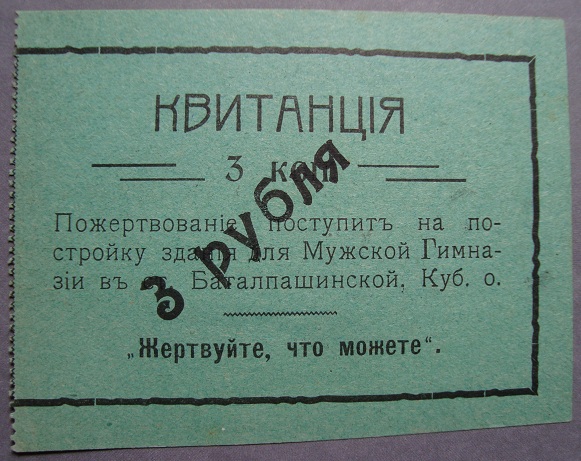 КВИТАНЦІЯ
3 коп.
3 рубля
Пожертвованіе поступитъ на по-
стройку зданія для Мужской Гимна-
зіи въ ст. Баталпашинской, Куб. о.
„Жертвуйте, что можете“.